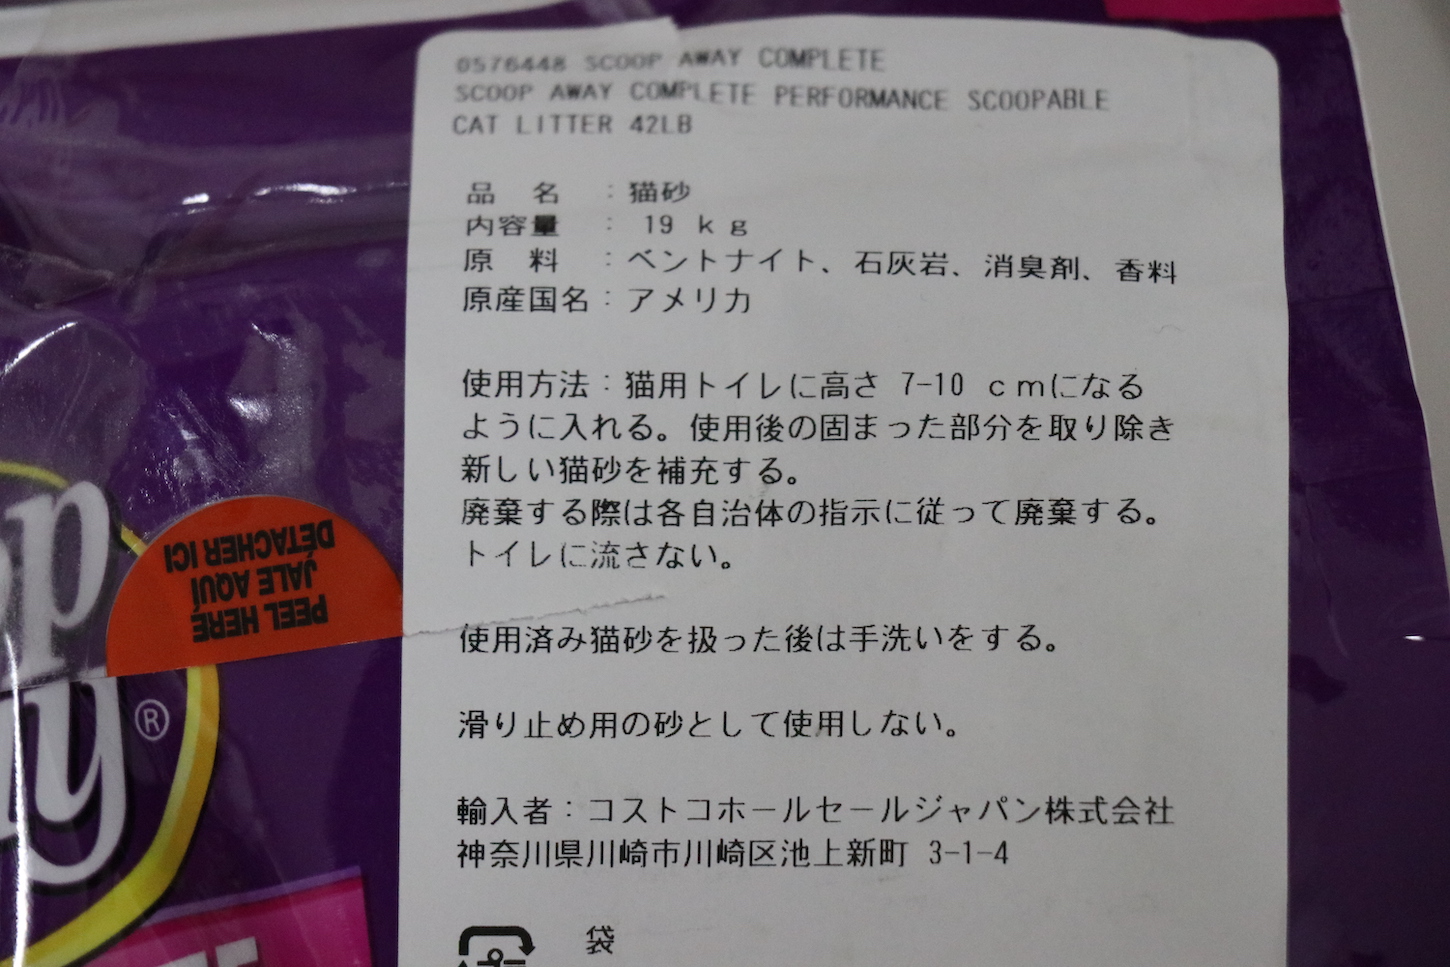 0576448 SCOOP AWAY COMPLETE
SCOOP AWAY COMPLETE PERFORMANCE SCOOPABLE
CAT LITTER 42LB
品　名　：猫砂
内容量　： 19 ｋｇ
原　料　：ベントナイト、石灰岩、消臭剤、香料
原産国名：アメリカ
使用方法：猫用トイレに高さ 7-10 ｃｍになる
ように入れる。使用後の固まった部分を取り除き
新しい猫砂を補充する。
廃棄する際は各自治体の指示に従って廃棄する。
トイレに流さない。
使用済み猫砂を扱った後は手洗いをする。
滑り止め用の砂として使用しない。
輸入者：コストコホールセールジャパン株式会社
神奈川県川崎市川崎区池上新町 3-1-4
袋
PEEL HERE
JALE AQUÍ
DÉTACHER ICI
®